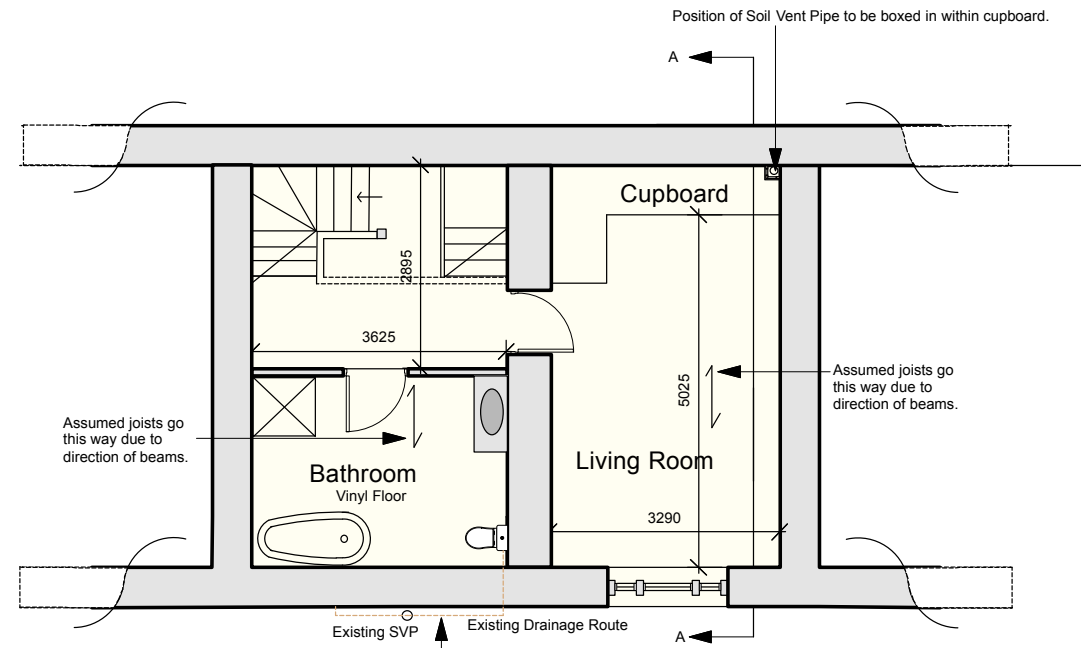 Position of Soil Vent Pipe to be boxed in within cupboard.
A
Cupboard
2895
3625
5025
Assumed joists go
this way due to
direction of beams.
Assumed joists go
this way due to
direction of beams.
Bathroom
Vinyl Floor
Living Room
3290
Existing SVP
Existing Drainage Route
A